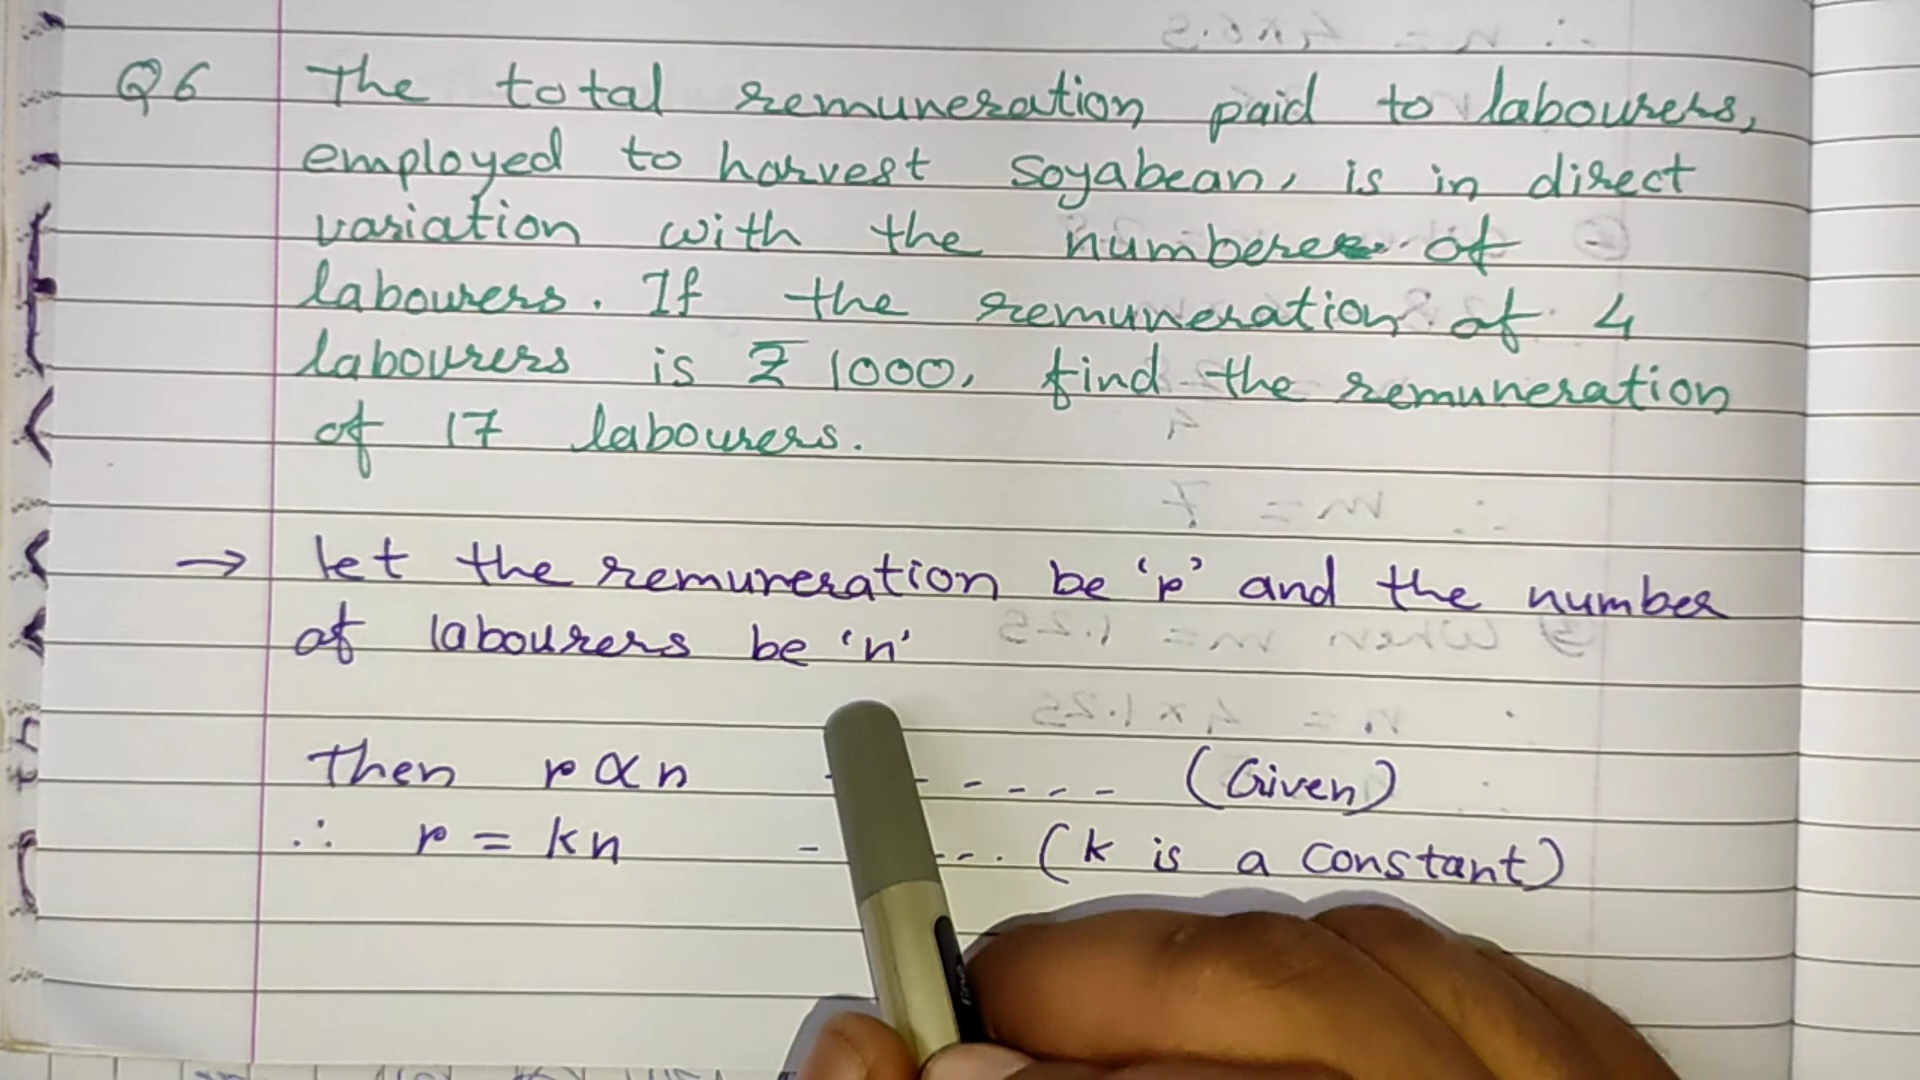 Q6 The total remuneration paid to labourers,
employed to harvest Soyabean, is in direct
variation with the number of
labourers. If the remuneration of 4
labourers is ₹ 1000, find the remuneration
of 17 labourers.
→ let the remuneration be 'r' and the number
of labourers be 'n'
Then r ∝ n - - - - - (Given)
∴ r = kn - ... (k is a constant)